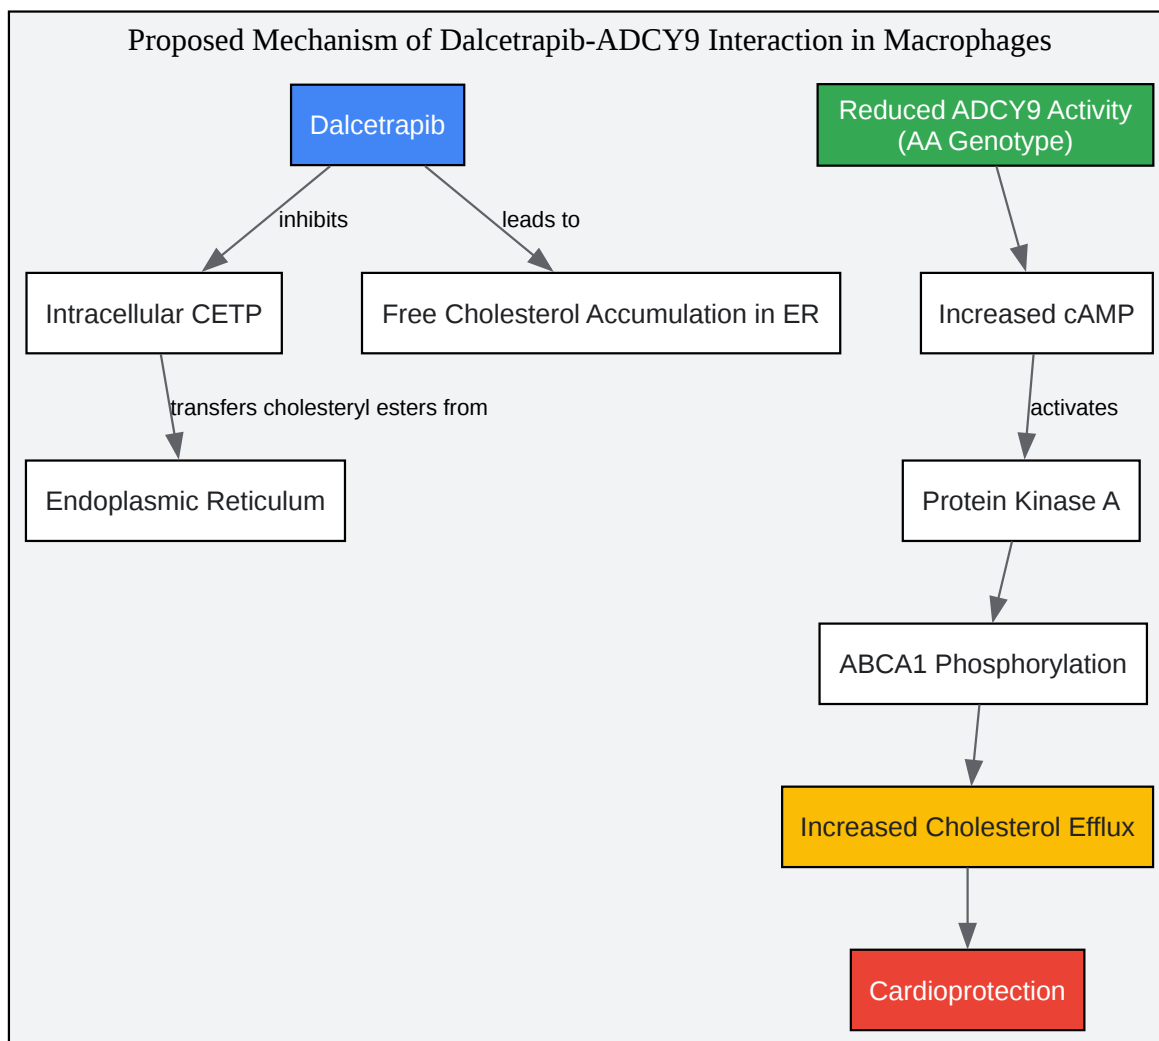 Proposed Mechanism of Dalcetrapib-ADCY9 Interaction in Macrophages
Dalcetrapib
Reduced ADCY9 Activity
(AA Genotype)
inhibits
leads to
Intracellular CETP
Free Cholesterol Accumulation in ER
Increased cAMP
transfers cholesteryl esters from
activates
Endoplasmic Reticulum
Protein Kinase A
ABCA1 Phosphorylation
Increased Cholesterol Efflux
Cardioprotection